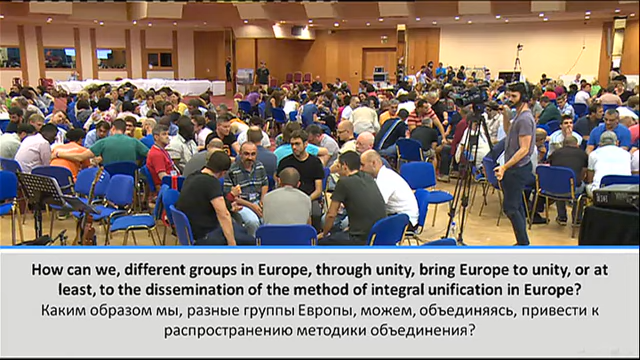 How can we, different groups in Europe, through unity, bring Europe to unity, or at
least, to the dissemination of the method of integral unification in Europe?
Каким образом мы, разные группы Европы, можем, объединяясь, привести к
распространению методики объединения?